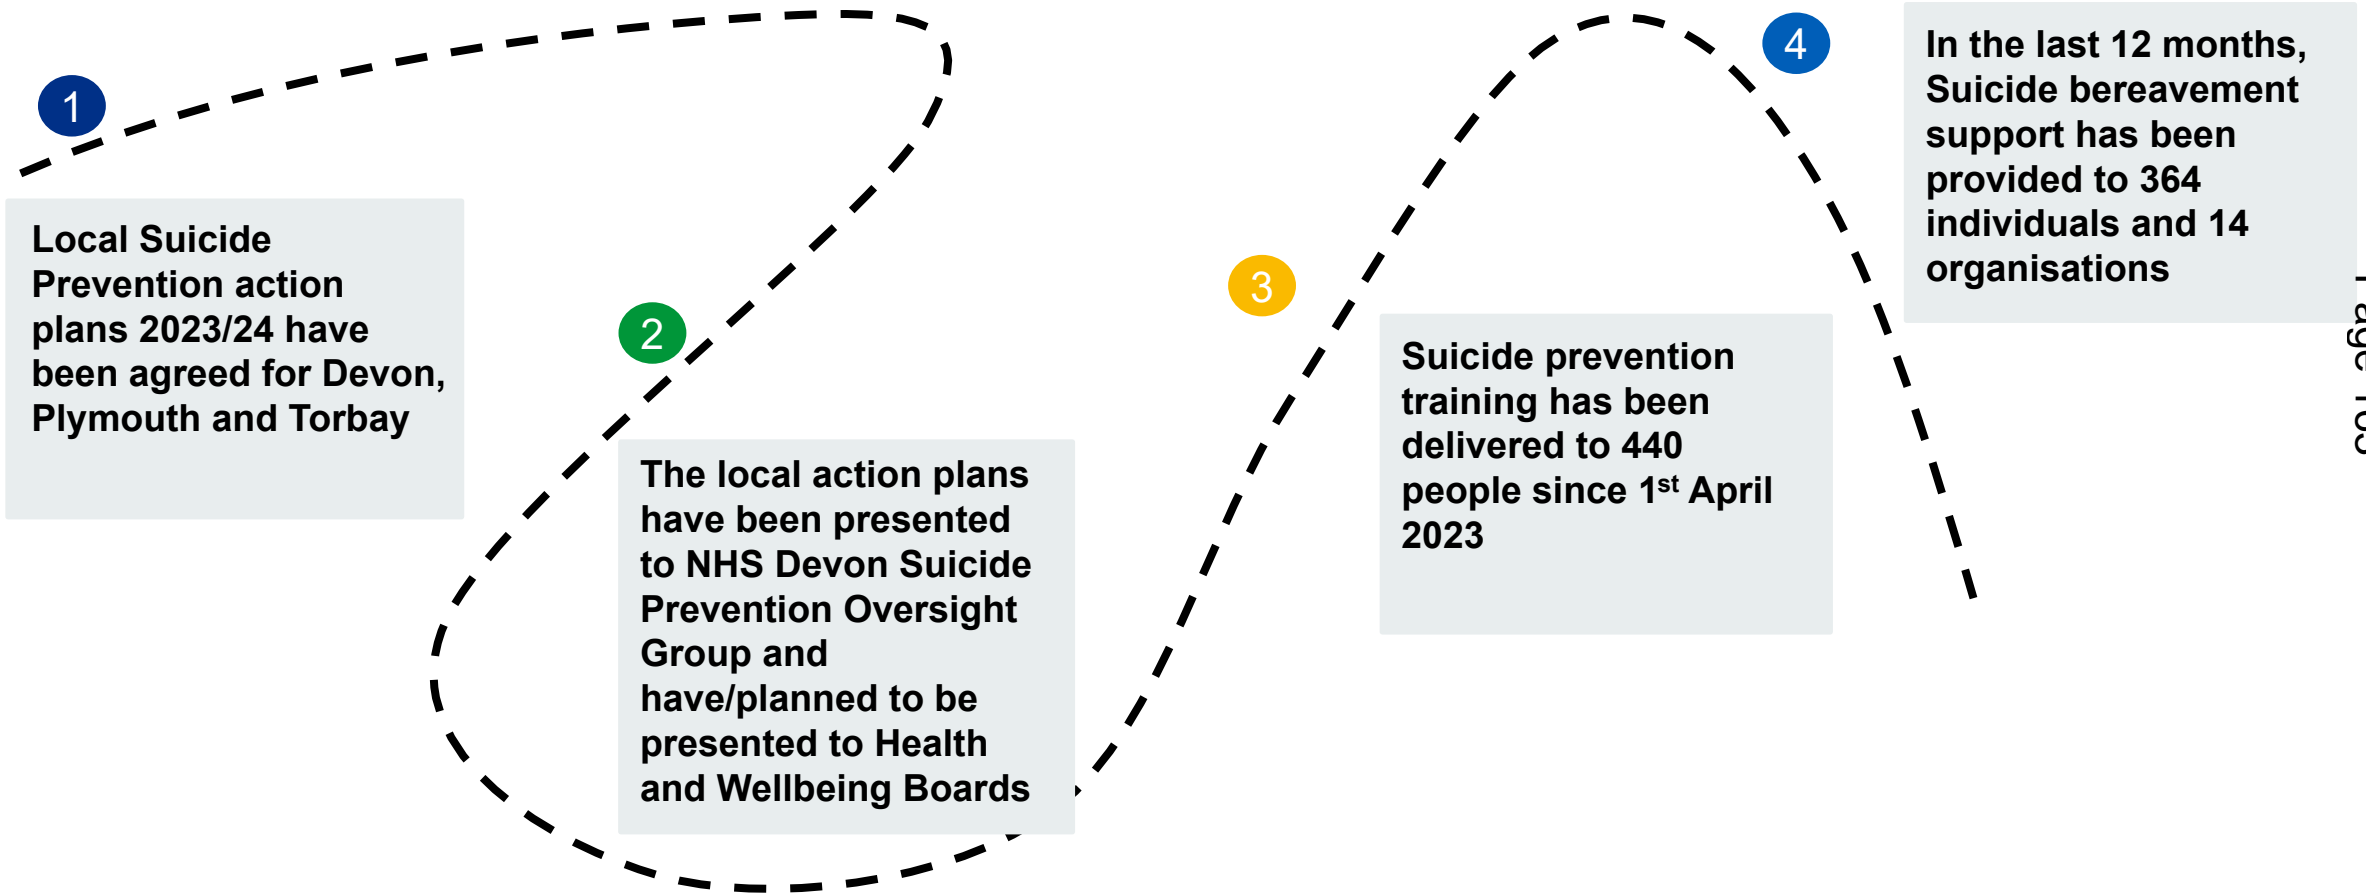 1
Local Suicide
Prevention action
plans 2023/24 have
been agreed for Devon,
Plymouth and Torbay
2
The local action plans
have been presented
to NHS Devon Suicide
Prevention Oversight
Group and
have/planned to be
presented to Health
and Wellbeing Boards
3
Suicide prevention
training has been
delivered to 440
people since 1st April
2023
4
In the last 12 months,
Suicide bereavement
support has been
provided to 364
individuals and 14
organisations